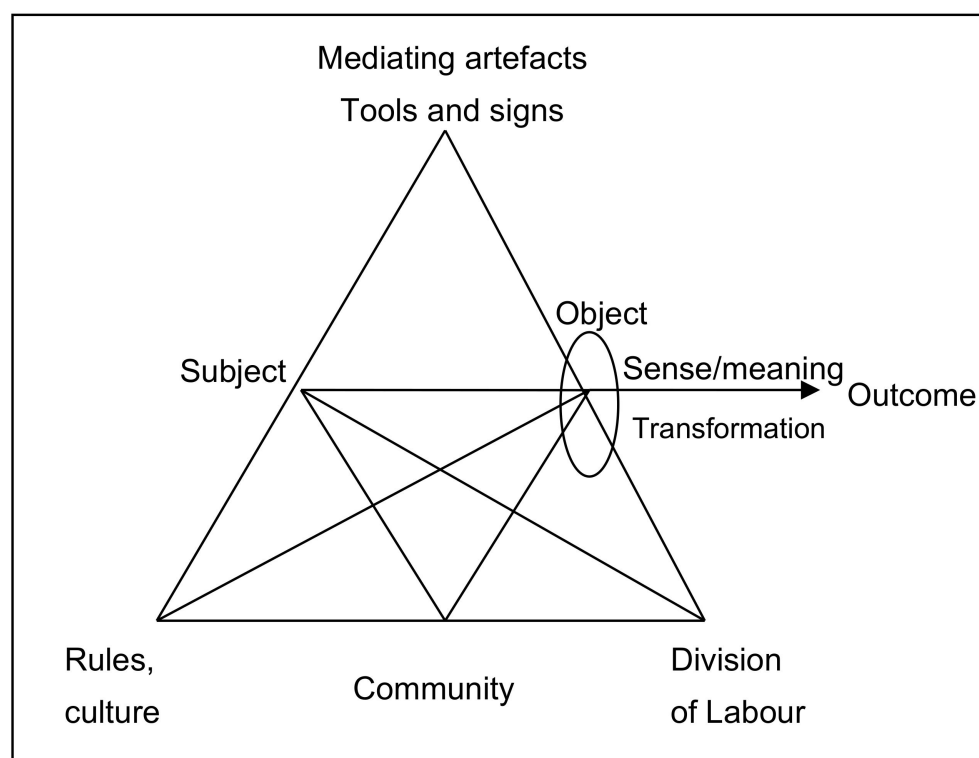 Mediating artefacts
Tools and signs
Object
Subject
Sense/meaning
Outcome
Transformation
Rules,
culture
Community
Division
of Labour